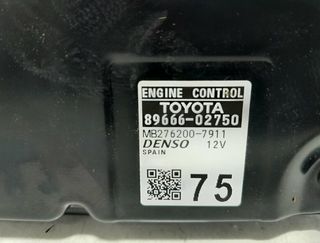 ENGINE CONTROL
TOYOTA
89666-02750
MB276200-7911
DENSO 12V
SPAIN
75